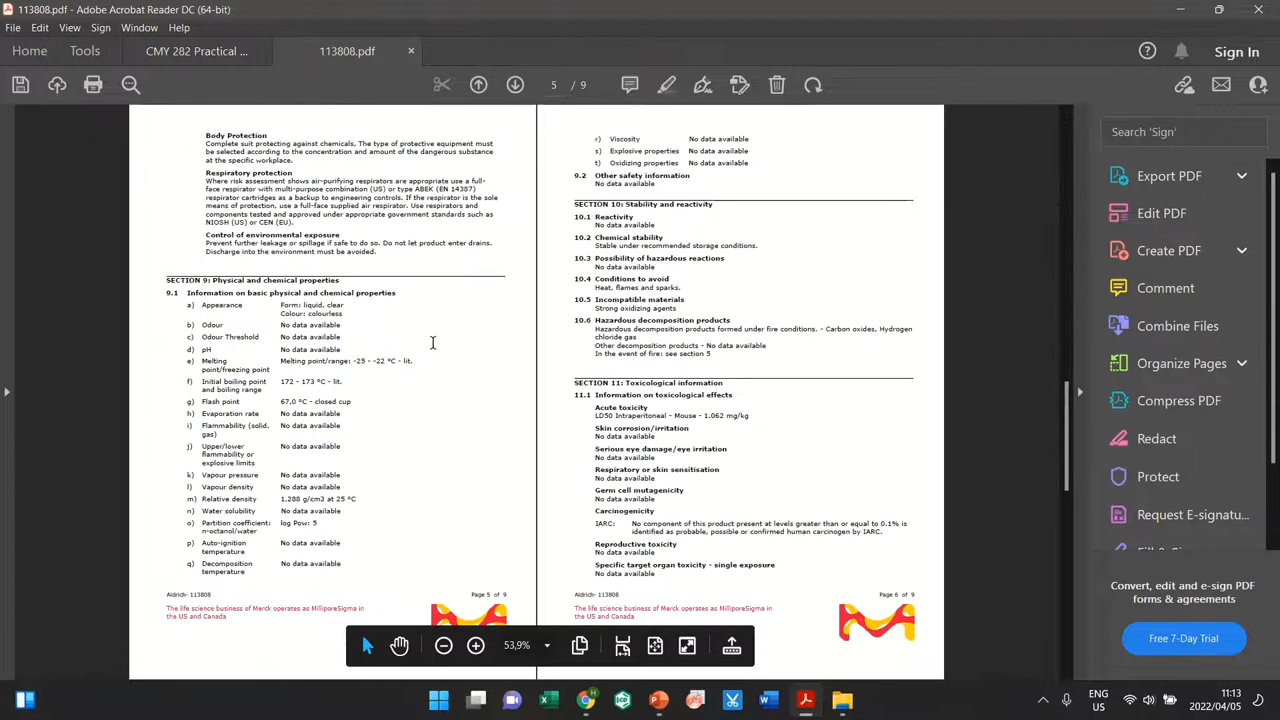 113808.pdf - Adobe Acrobat Reader DC (64-bit)
File Edit View Sign Window Help
Home Tools CMY 282 Practical ... 113808.pdf Sign In
5 / 9
Body Protection
Complete suit protecting against chemicals, The type of protective equipment must
be selected according to the concentration and amount of the dangerous substance
at the specific workplace.
Respiratory protection
Where risk assessment shows air-purifying respirators are appropriate use a full-
face respirator with multi-purpose combination (US) or type ABEK (EN 14387)
respirator cartridges as a backup to engineering controls. If the respirator is the sole
means of protection, use a full-face supplied air respirator. Use respirators and
components tested and approved under appropriate government standards such as
NIOSH (US) or CEN (EU).
Control of environmental exposure
Prevent further leakage or spillage if safe to do so. Do not let product enter drains.
Discharge into the environment must be avoided.
SECTION 9: Physical and chemical properties
9.1 Information on basic physical and chemical properties
a) Appearance Form: liquid, clear
Colour: colourless
b) Odour No data available
c) Odour Threshold No data available
d) pH No data available
e) Melting Melting point/range: -25 - -22 °C - lit.
point/freezing point
f) Initial boiling point 172 - 173 °C - lit.
and boiling range
g) Flash point 67,0 °C - closed cup
h) Evaporation rate No data available
i) Flammability (solid, No data available
gas)
j) Upper/lower No data available
flammability or
explosive limits
k) Vapour pressure No data available
l) Vapour density No data available
m) Relative density 1,288 g/cm3 at 25 °C
n) Water solubility No data available
o) Partition coefficient: log Pow: 5
n-octanol/water
p) Auto-ignition No data available
temperature
q) Decomposition No data available
temperature
Aldrich- 113808 Page 5 of 9
The life science business of Merck operates as MilliporeSigma in
the US and Canada
r) Viscosity No data available
s) Explosive properties No data available
t) Oxidizing properties No data available
9.2 Other safety information
No data available
SECTION 10: Stability and reactivity
10.1 Reactivity
No data available
10.2 Chemical stability
Stable under recommended storage conditions.
10.3 Possibility of hazardous reactions
No data available
10.4 Conditions to avoid
Heat, flames and sparks.
10.5 Incompatible materials
Strong oxidizing agents
10.6 Hazardous decomposition products
Hazardous decomposition products formed under fire conditions. - Carbon oxides, Hydrogen
chloride gas
Other decomposition products - No data available
In the event of fire: see section 5
SECTION 11: Toxicological information
11.1 Information on toxicological effects
Acute toxicity
LD50 Intraperitoneal - Mouse - 1.062 mg/kg
Skin corrosion/irritation
No data available
Serious eye damage/eye irritation
No data available
Respiratory or skin sensitisation
No data available
Germ cell mutagenicity
No data available
Carcinogenicity
IARC: No component of this product present at levels greater than or equal to 0.1% is
identified as probable, possible or confirmed human carcinogen by IARC.
Reproductive toxicity
No data available
Specific target organ toxicity - single exposure
No data available
Aldrich- 113808 Page 6 of 9
The life science business of Merck operates as MilliporeSigma in
the US and Canada
53,9%
Search
Export PDF
Edit PDF
Create PDF
Comment
Combine Files
Organize Pages
Compress PDF
Redact
Protect
Request E-signatu...
Convert, edit and e-sign PDF
forms & agreements
Free 7-Day Trial
ENG
US
11:15
2022/04/05